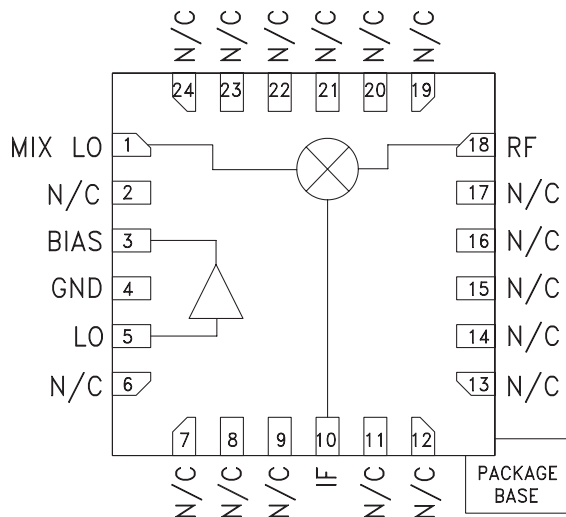 N/C N/C N/C N/C N/C N/C
24 23 22 21 20 19
MIX LO 1 18 RF
N/C 2 17 N/C
BIAS 3 16 N/C
GND 4 15 N/C
LO 5 14 N/C
N/C 6 13 N/C
7 8 9 10 11 12
N/C N/C N/C IF N/C N/C
PACKAGE
BASE